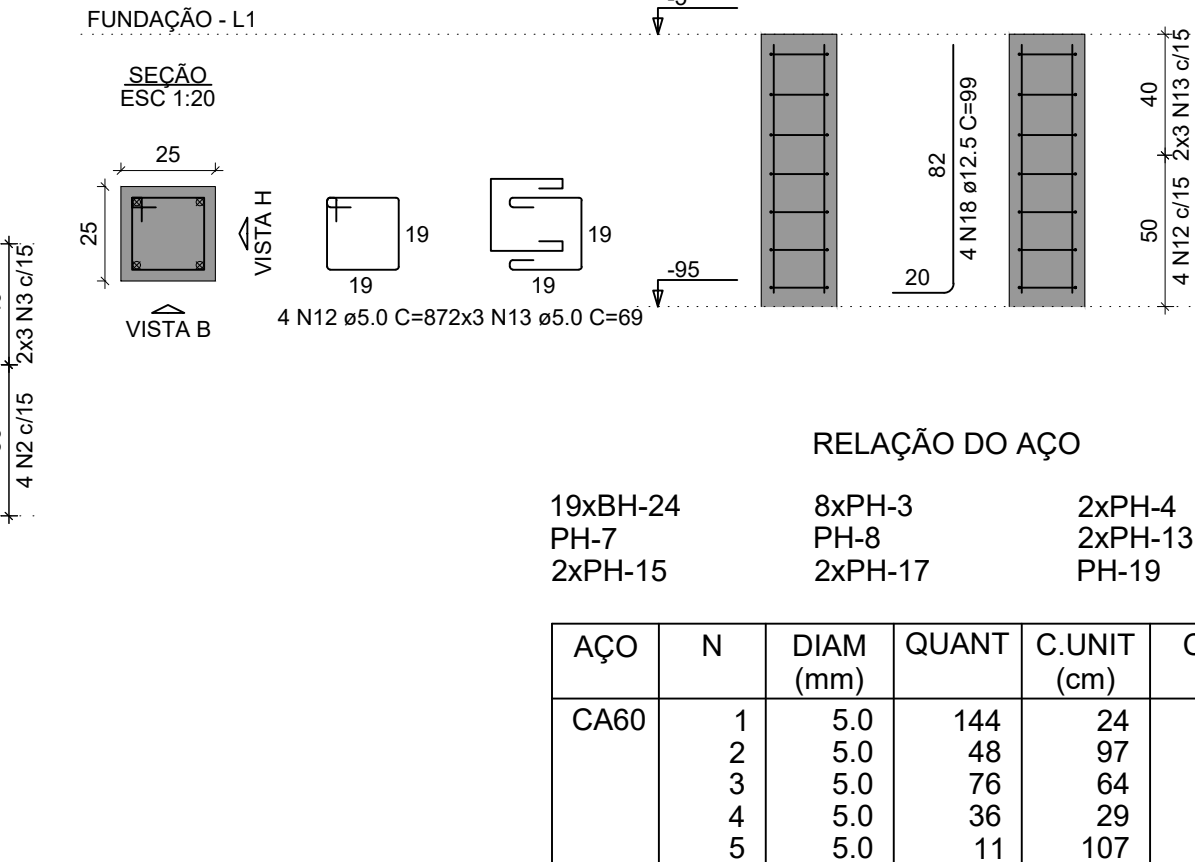 FUNDAÇÃO - L1
SEÇÃO
ESC 1:20
25
25
VISTA H
VISTA B
19
19
19
19
4 N12 ø5.0 C=87
2x3 N13 ø5.0 C=69
-95
82
4 N18 ø12.5 C=99
20
40
2x3 N13 c/15
50
4 N12 c/15
2x3 N3 c/15
4 N2 c/15
RELAÇÃO DO AÇO
19xBH-24 8xPH-3 2xPH-4
PH-7 PH-8 2xPH-13
2xPH-15 2xPH-17 PH-19
AÇO N DIAM QUANT C.UNIT
(mm) (cm)
CA60 1 5.0 144 24
2 5.0 48 97
3 5.0 76 64
4 5.0 36 29
5 5.0 11 107